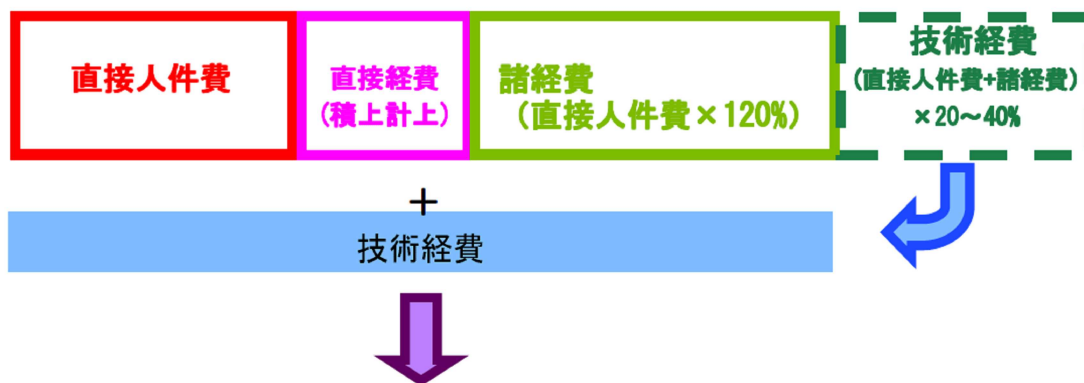 直接人件費
直接経費
(積上計上)
諸経費
(直接人件費×120%)
技術経費
(直接人件費+諸経費)
×20～40%
+
技術経費